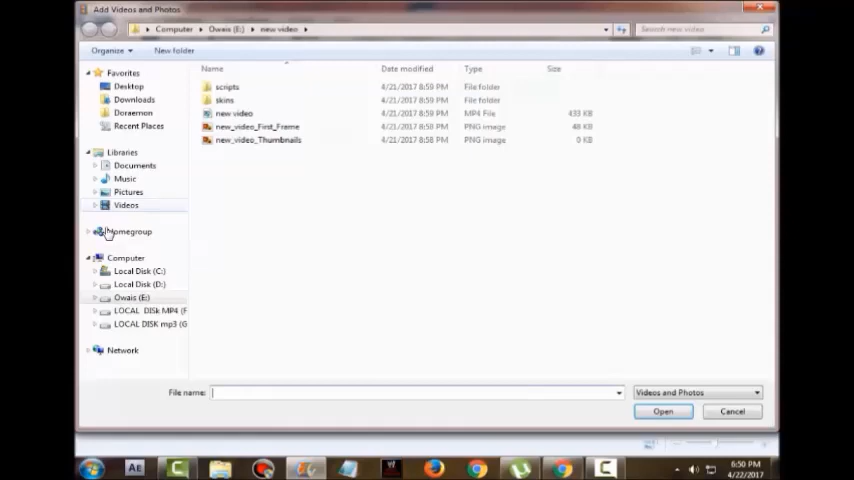 Add Videos and Photos
Computer Owais (E:) new video
Search new video
Organize New folder
Name Date modified Type Size
Favorites
Desktop
Downloads
Doraemon
Recent Places
Libraries
Documents
Music
Pictures
Videos
Homegroup
Computer
Local Disk (C:)
Local Disk (D:)
Owais (E:)
LOCAL DISk MP4 (F
LOCAL DISK mp3 (G
Network
scripts 4/21/2017 8:59 PM File folder
skins 4/21/2017 8:59 PM File folder
new video 4/21/2017 8:59 PM MP4 File 433 KB
new_video_First_Frame 4/21/2017 8:58 PM PNG image 48 KB
new_video_Thumbnails 4/21/2017 8:58 PM PNG image 0 KB
File name:
Videos and Photos
Open Cancel
AE
6:50 PM
4/22/2017